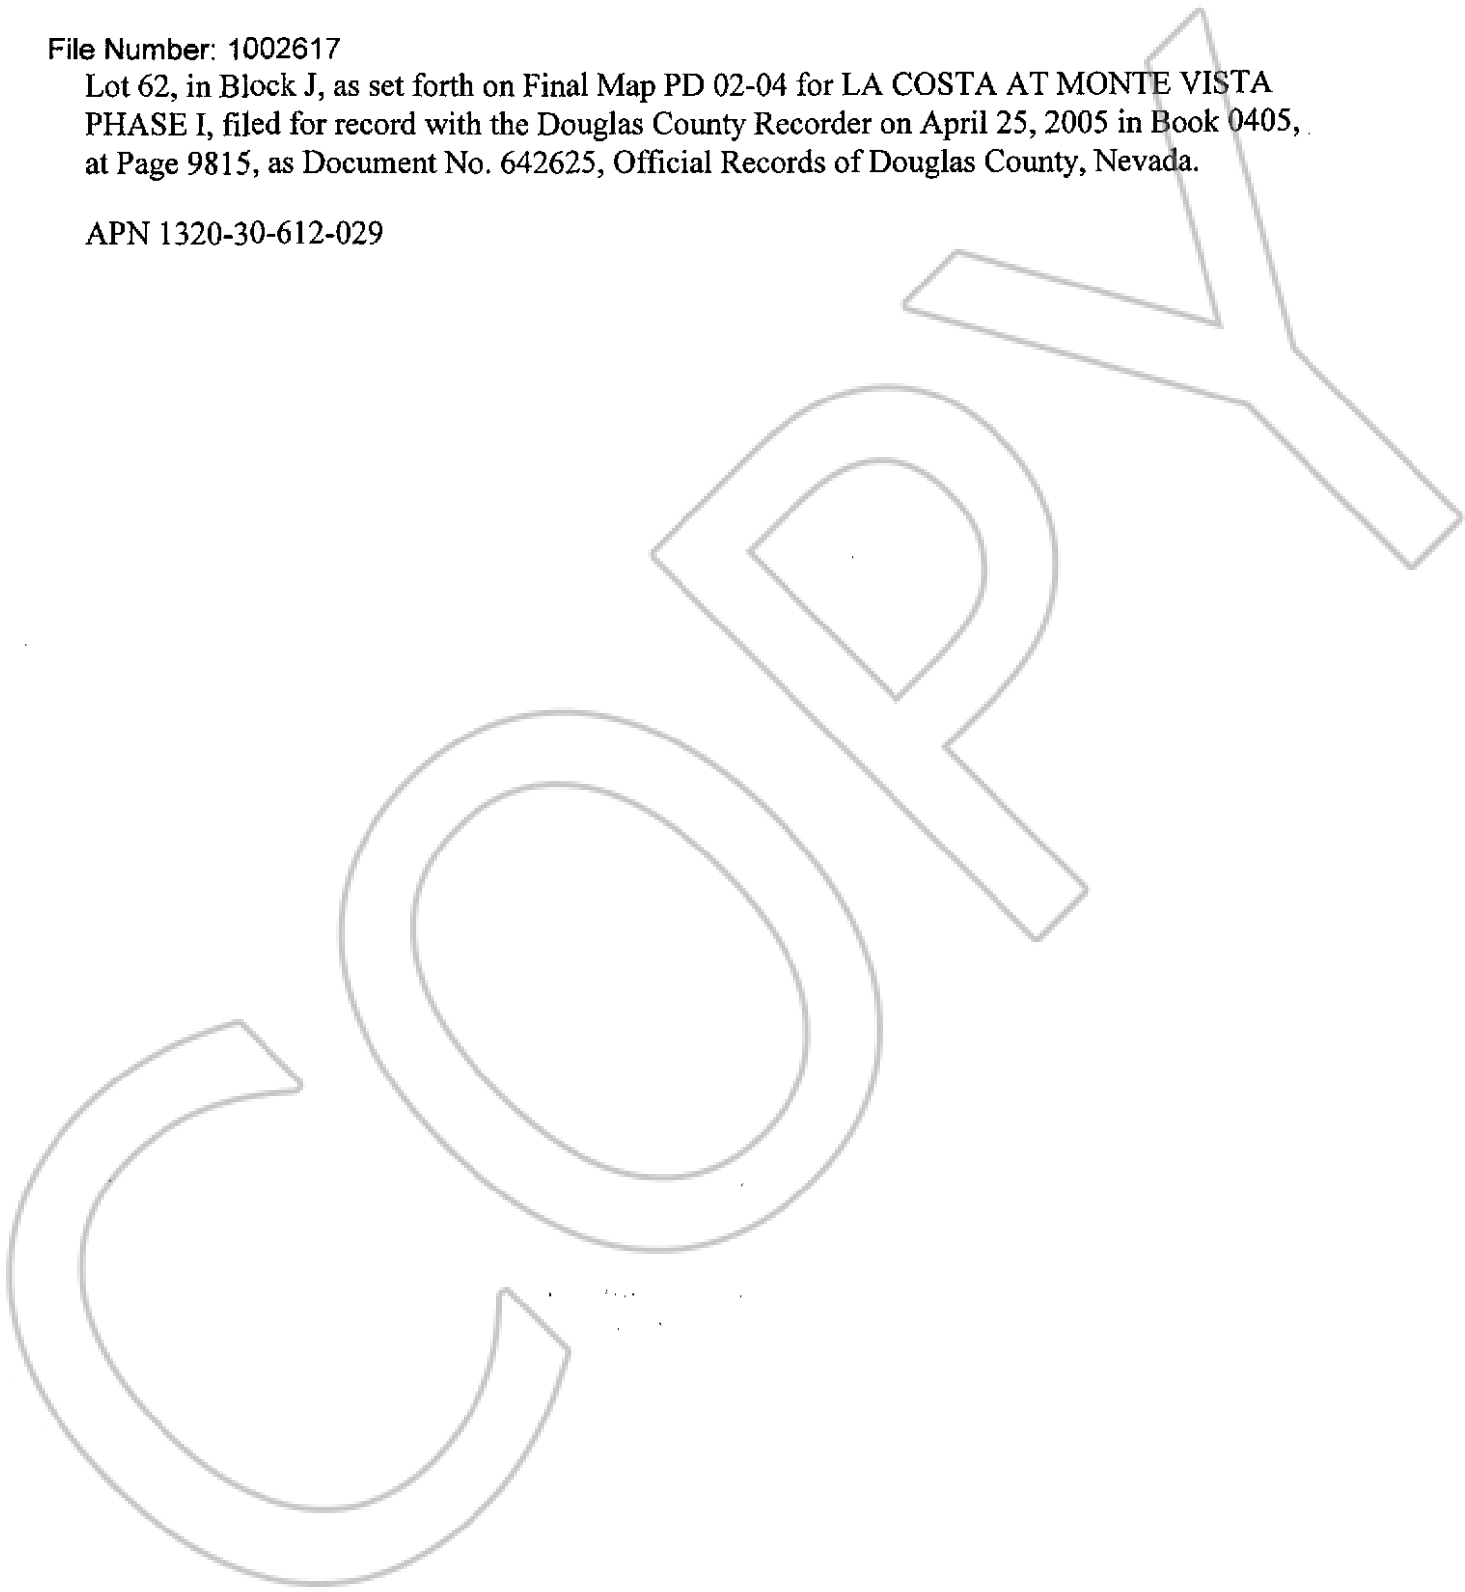 File Number: 1002617
Lot 62, in Block J, as set forth on Final Map PD 02-04 for LA COSTA AT MONTE VISTA
PHASE I, filed for record with the Douglas County Recorder on April 25, 2005 in Book 0405,
at Page 9815, as Document No. 642625, Official Records of Douglas County, Nevada.
APN 1320-30-612-029
COPY